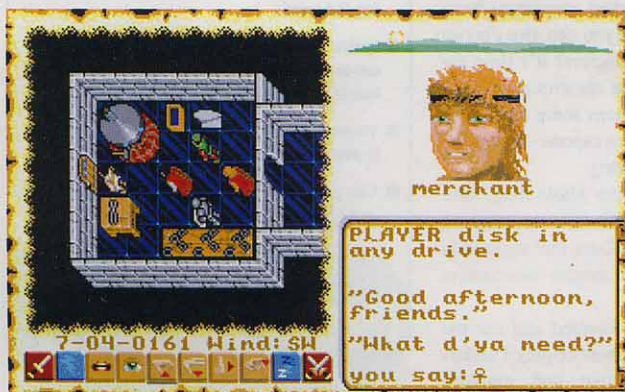 merchant
PLAYER disk in
any drive.
"Good afternoon,
friends."
"What d'ya need?"
you say:♀
7-04-0161 Wind:SW